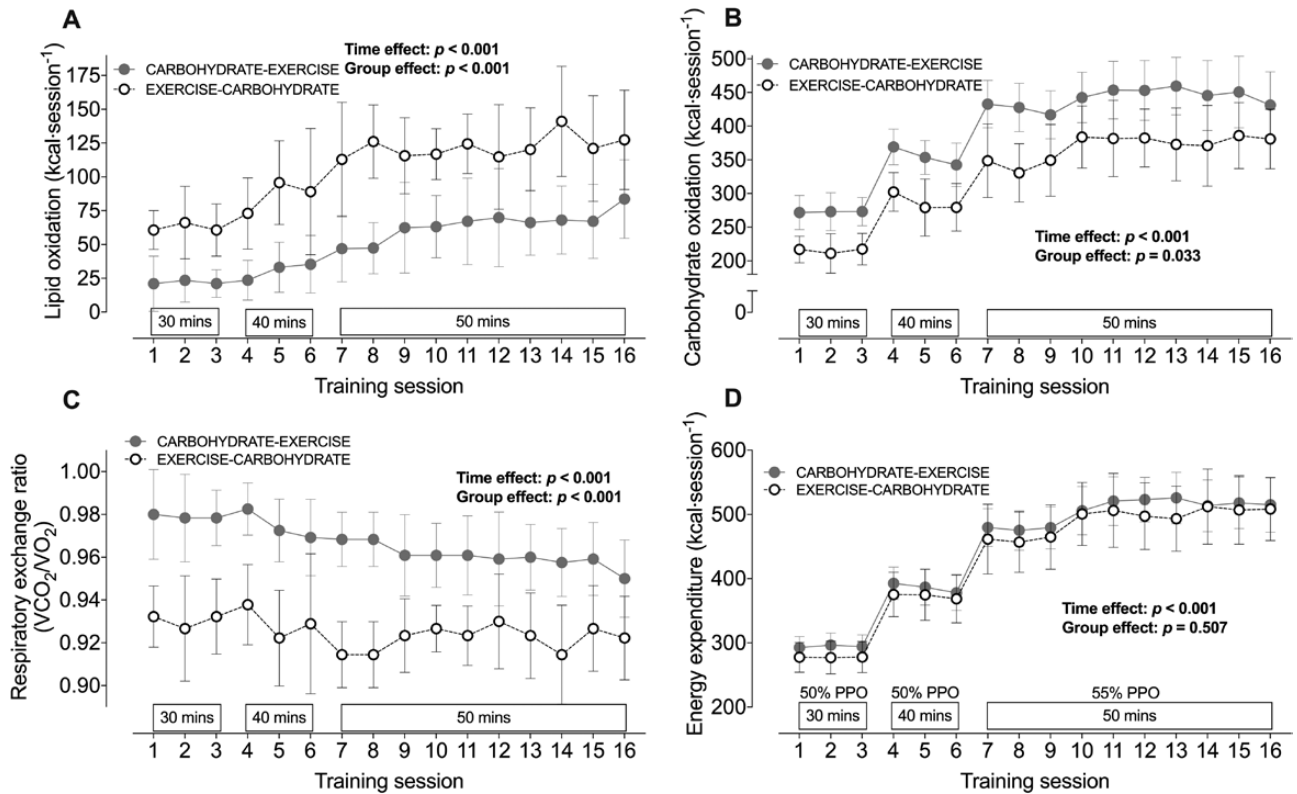 A
Time effect: p < 0.001
Group effect: p < 0.001
CARBOHYDRATE-EXERCISE
EXERCISE-CARBOHYDRATE
Lipid oxidation (kcal·session⁻¹)
175
150
125
100
75
50
25
0
30 mins
40 mins
50 mins
1 2 3 4 5 6 7 8 9 10 11 12 13 14 15 16
Training session
B
CARBOHYDRATE-EXERCISE
EXERCISE-CARBOHYDRATE
Carbohydrate oxidation (kcal·session⁻¹)
500
450
400
350
300
250
200
0
Time effect: p < 0.001
Group effect: p = 0.033
30 mins
40 mins
50 mins
1 2 3 4 5 6 7 8 9 10 11 12 13 14 15 16
Training session
C
CARBOHYDRATE-EXERCISE
EXERCISE-CARBOHYDRATE
Time effect: p < 0.001
Group effect: p < 0.001
Respiratory exchange ratio
(VCO₂/VO₂)
1.00
0.98
0.96
0.94
0.92
0.90
30 mins
40 mins
50 mins
1 2 3 4 5 6 7 8 9 10 11 12 13 14 15 16
Training session
D
CARBOHYDRATE-EXERCISE
EXERCISE-CARBOHYDRATE
Energy expenditure (kcal·session⁻¹)
600
500
400
300
200
Time effect: p < 0.001
Group effect: p = 0.507
50% PPO
50% PPO
55% PPO
30 mins
40 mins
50 mins
1 2 3 4 5 6 7 8 9 10 11 12 13 14 15 16
Training session